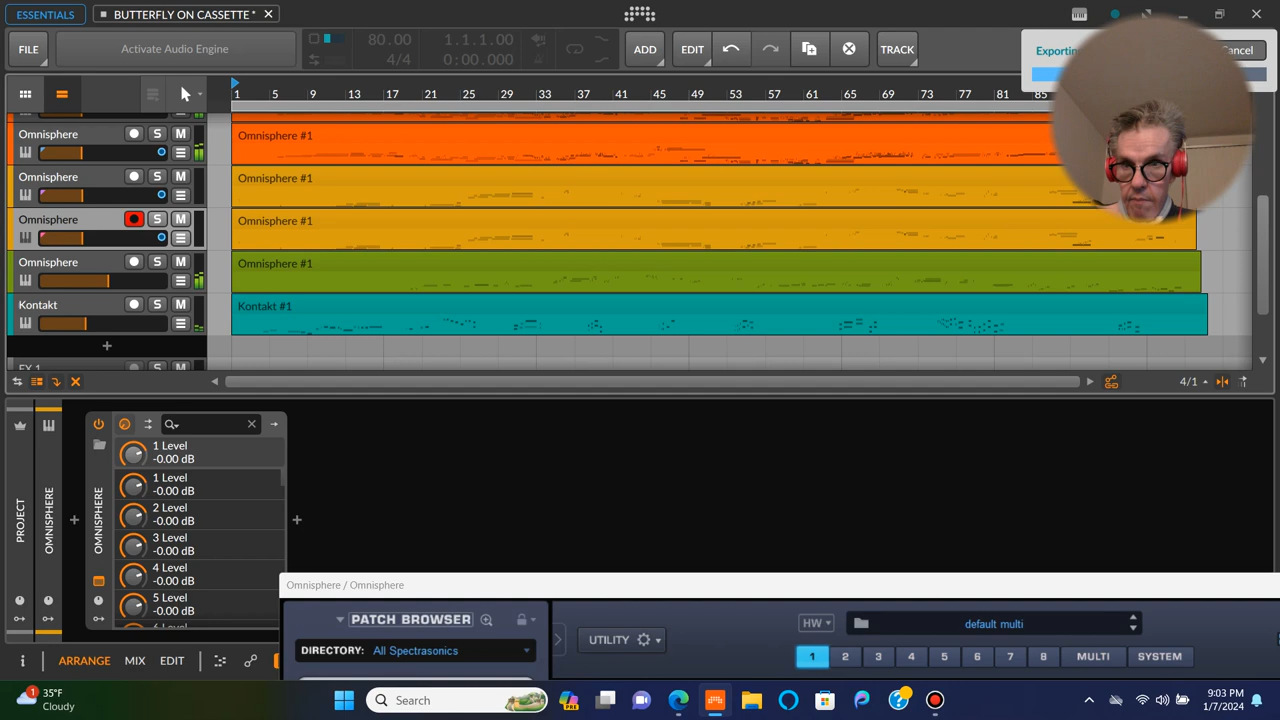 ESSENTIALS
BUTTERFLY ON CASSETTE *
FILE
Activate Audio Engine
80.00
4/4
1.1.1.00
0:00.000
ADD
EDIT
TRACK
Exporting
Cancel
1 5 9 13 17 21 25 29 33 37 41 45 49 53 57 61 65 69 73 77 81 85
Omnisphere
S M
Omnisphere #1
Omnisphere
S M
Omnisphere #1
Omnisphere
S M
Omnisphere #1
Omnisphere
S M
Omnisphere #1
Kontakt
S M
Kontakt #1
FX 1
4/1
PROJECT
OMNISPHERE
OMNISPHERE
1 Level
-0.00 dB
1 Level
-0.00 dB
2 Level
-0.00 dB
3 Level
-0.00 dB
4 Level
-0.00 dB
5 Level
-0.00 dB
Omnisphere / Omnisphere
PATCH BROWSER
DIRECTORY: All Spectrasonics
UTILITY
HW
default multi
1 2 3 4 5 6 7 8 MULTI SYSTEM
ARRANGE MIX EDIT
1
35°F
Cloudy
Search
PRE
9:03 PM
1/7/2024